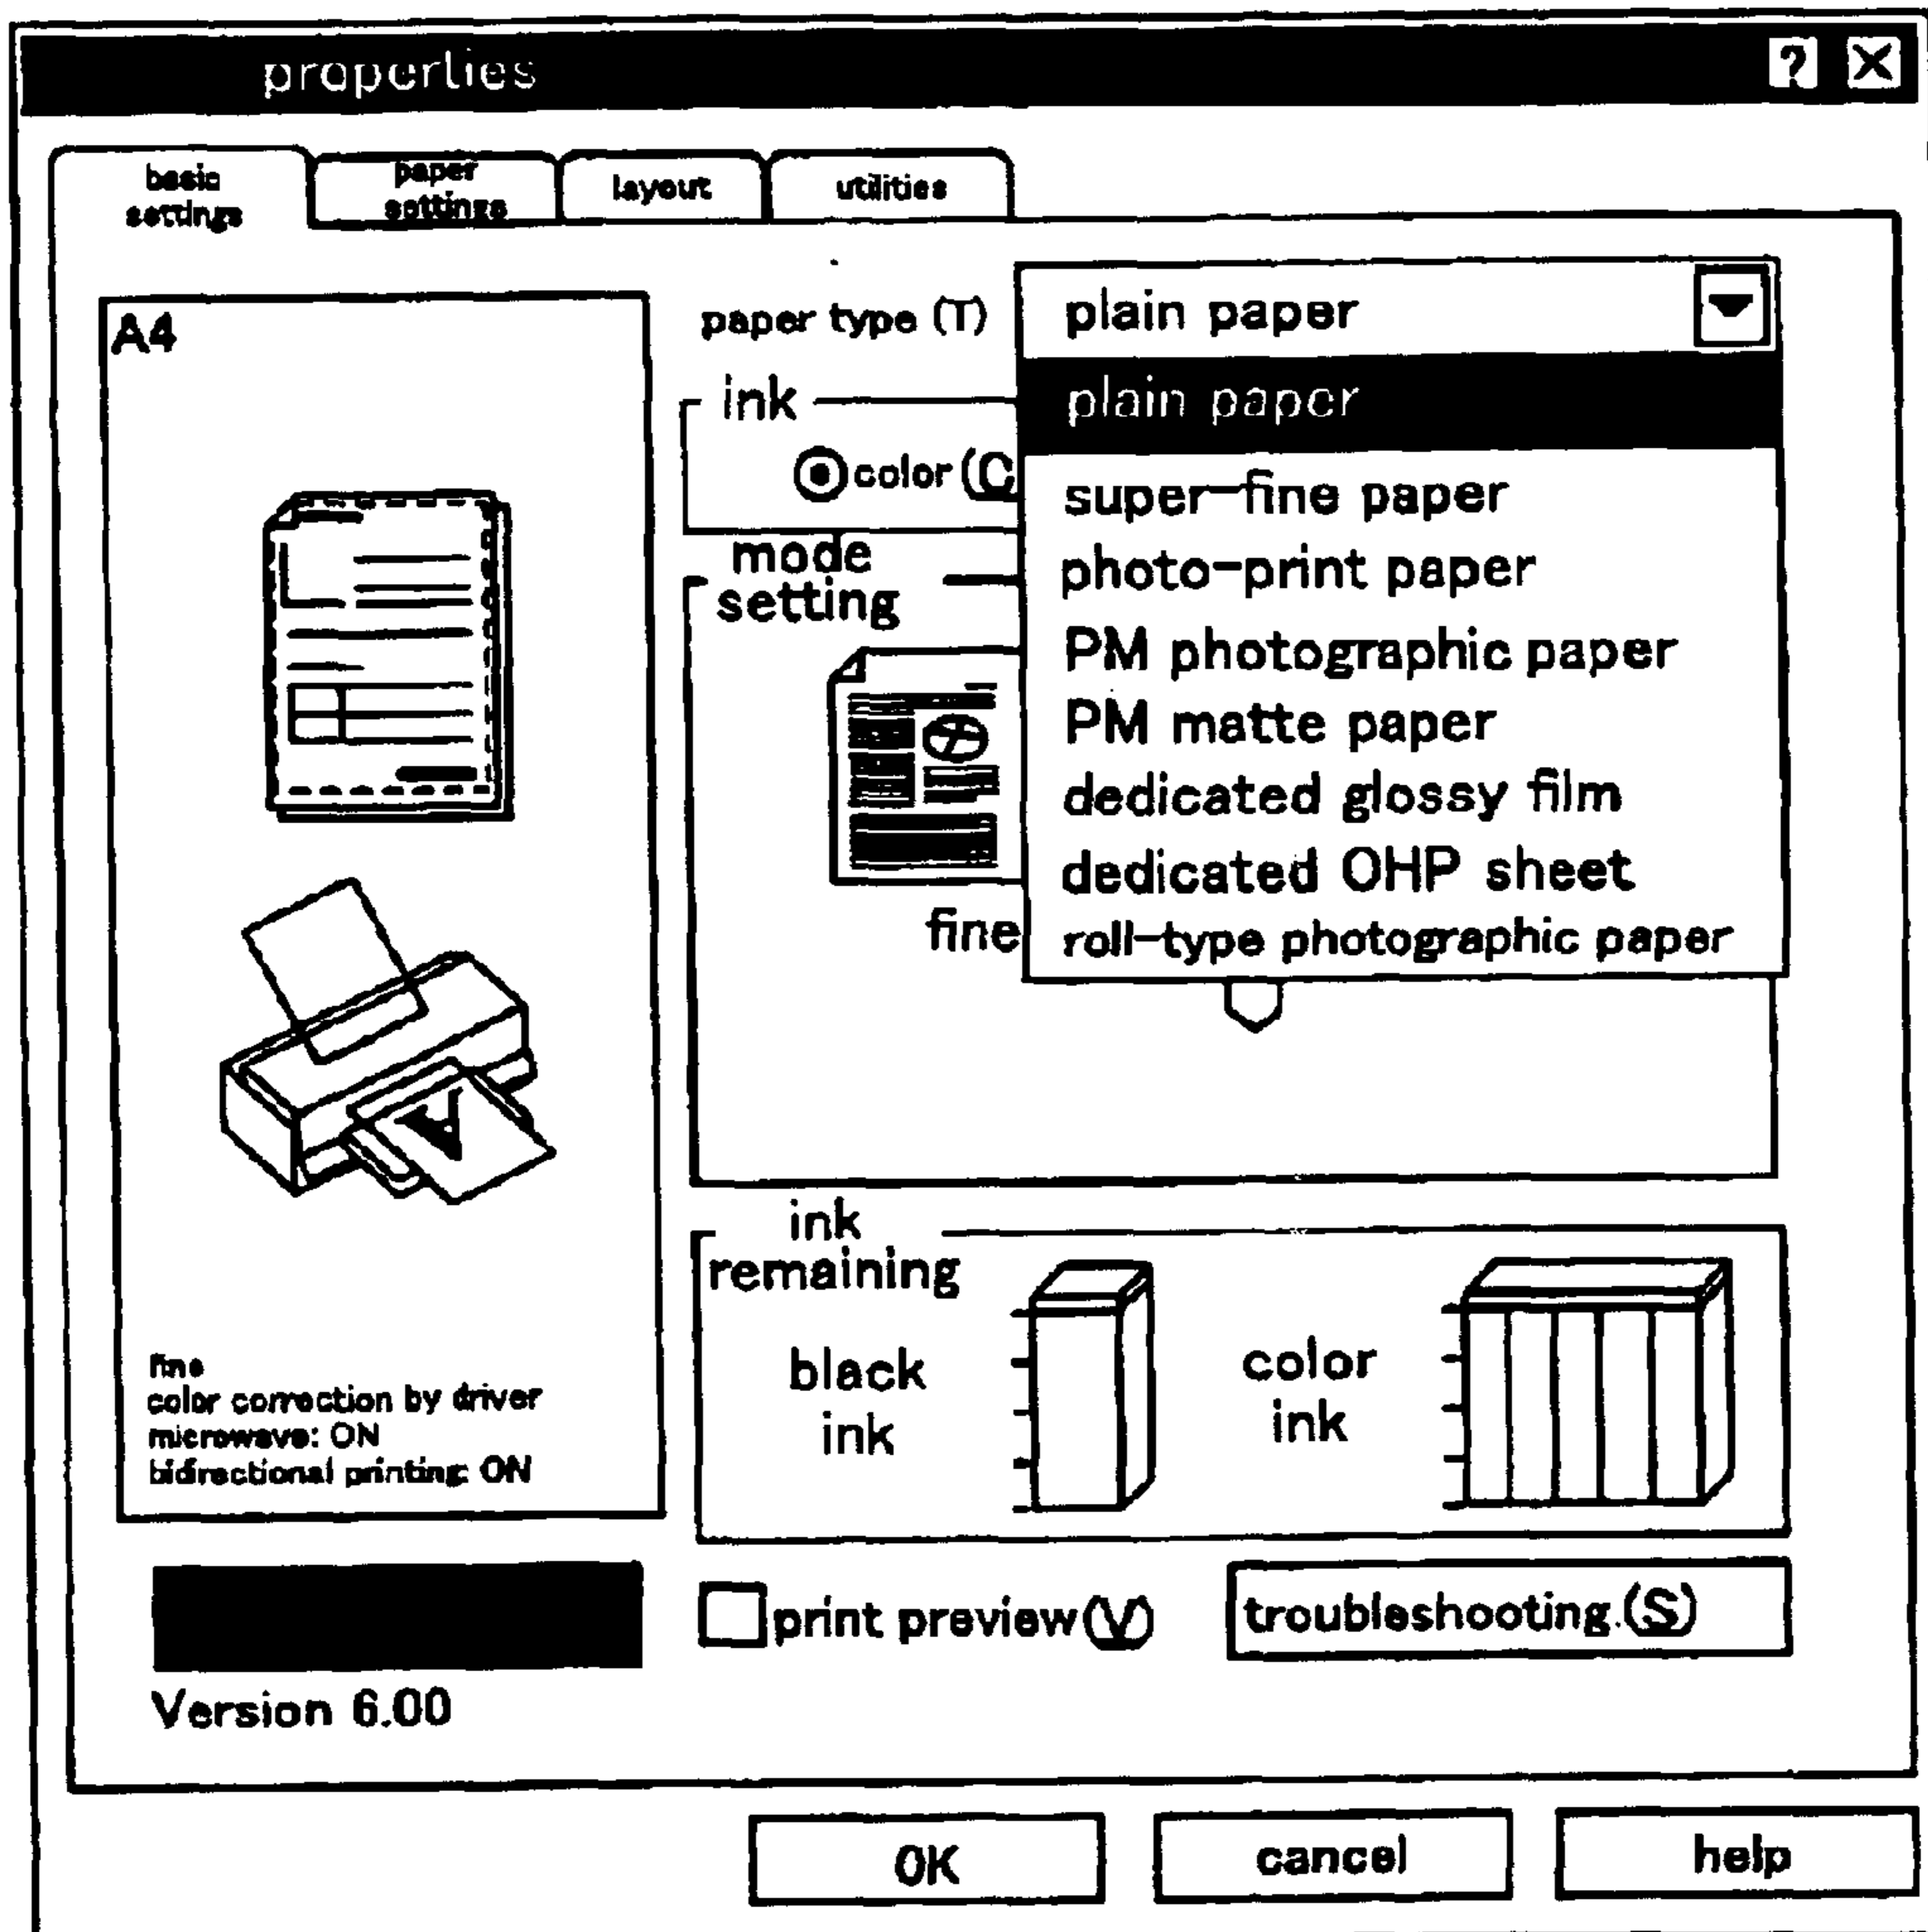 properties
? X
basic
settings
paper
settings
layout
utilities
A4
paper type (T)
plain paper
plain paper
super-fine paper
photo-print paper
PM photographic paper
PM matte paper
dedicated glossy film
dedicated OHP sheet
roll-type photographic paper
ink
color (C
mode
setting
fine
A
ink
remaining
black
ink
color
ink
fine
color correction by driver
microwave: ON
bidirectional printing: ON
print preview(V)
troubleshooting.(S)
Version 6.00
OK
cancel
help